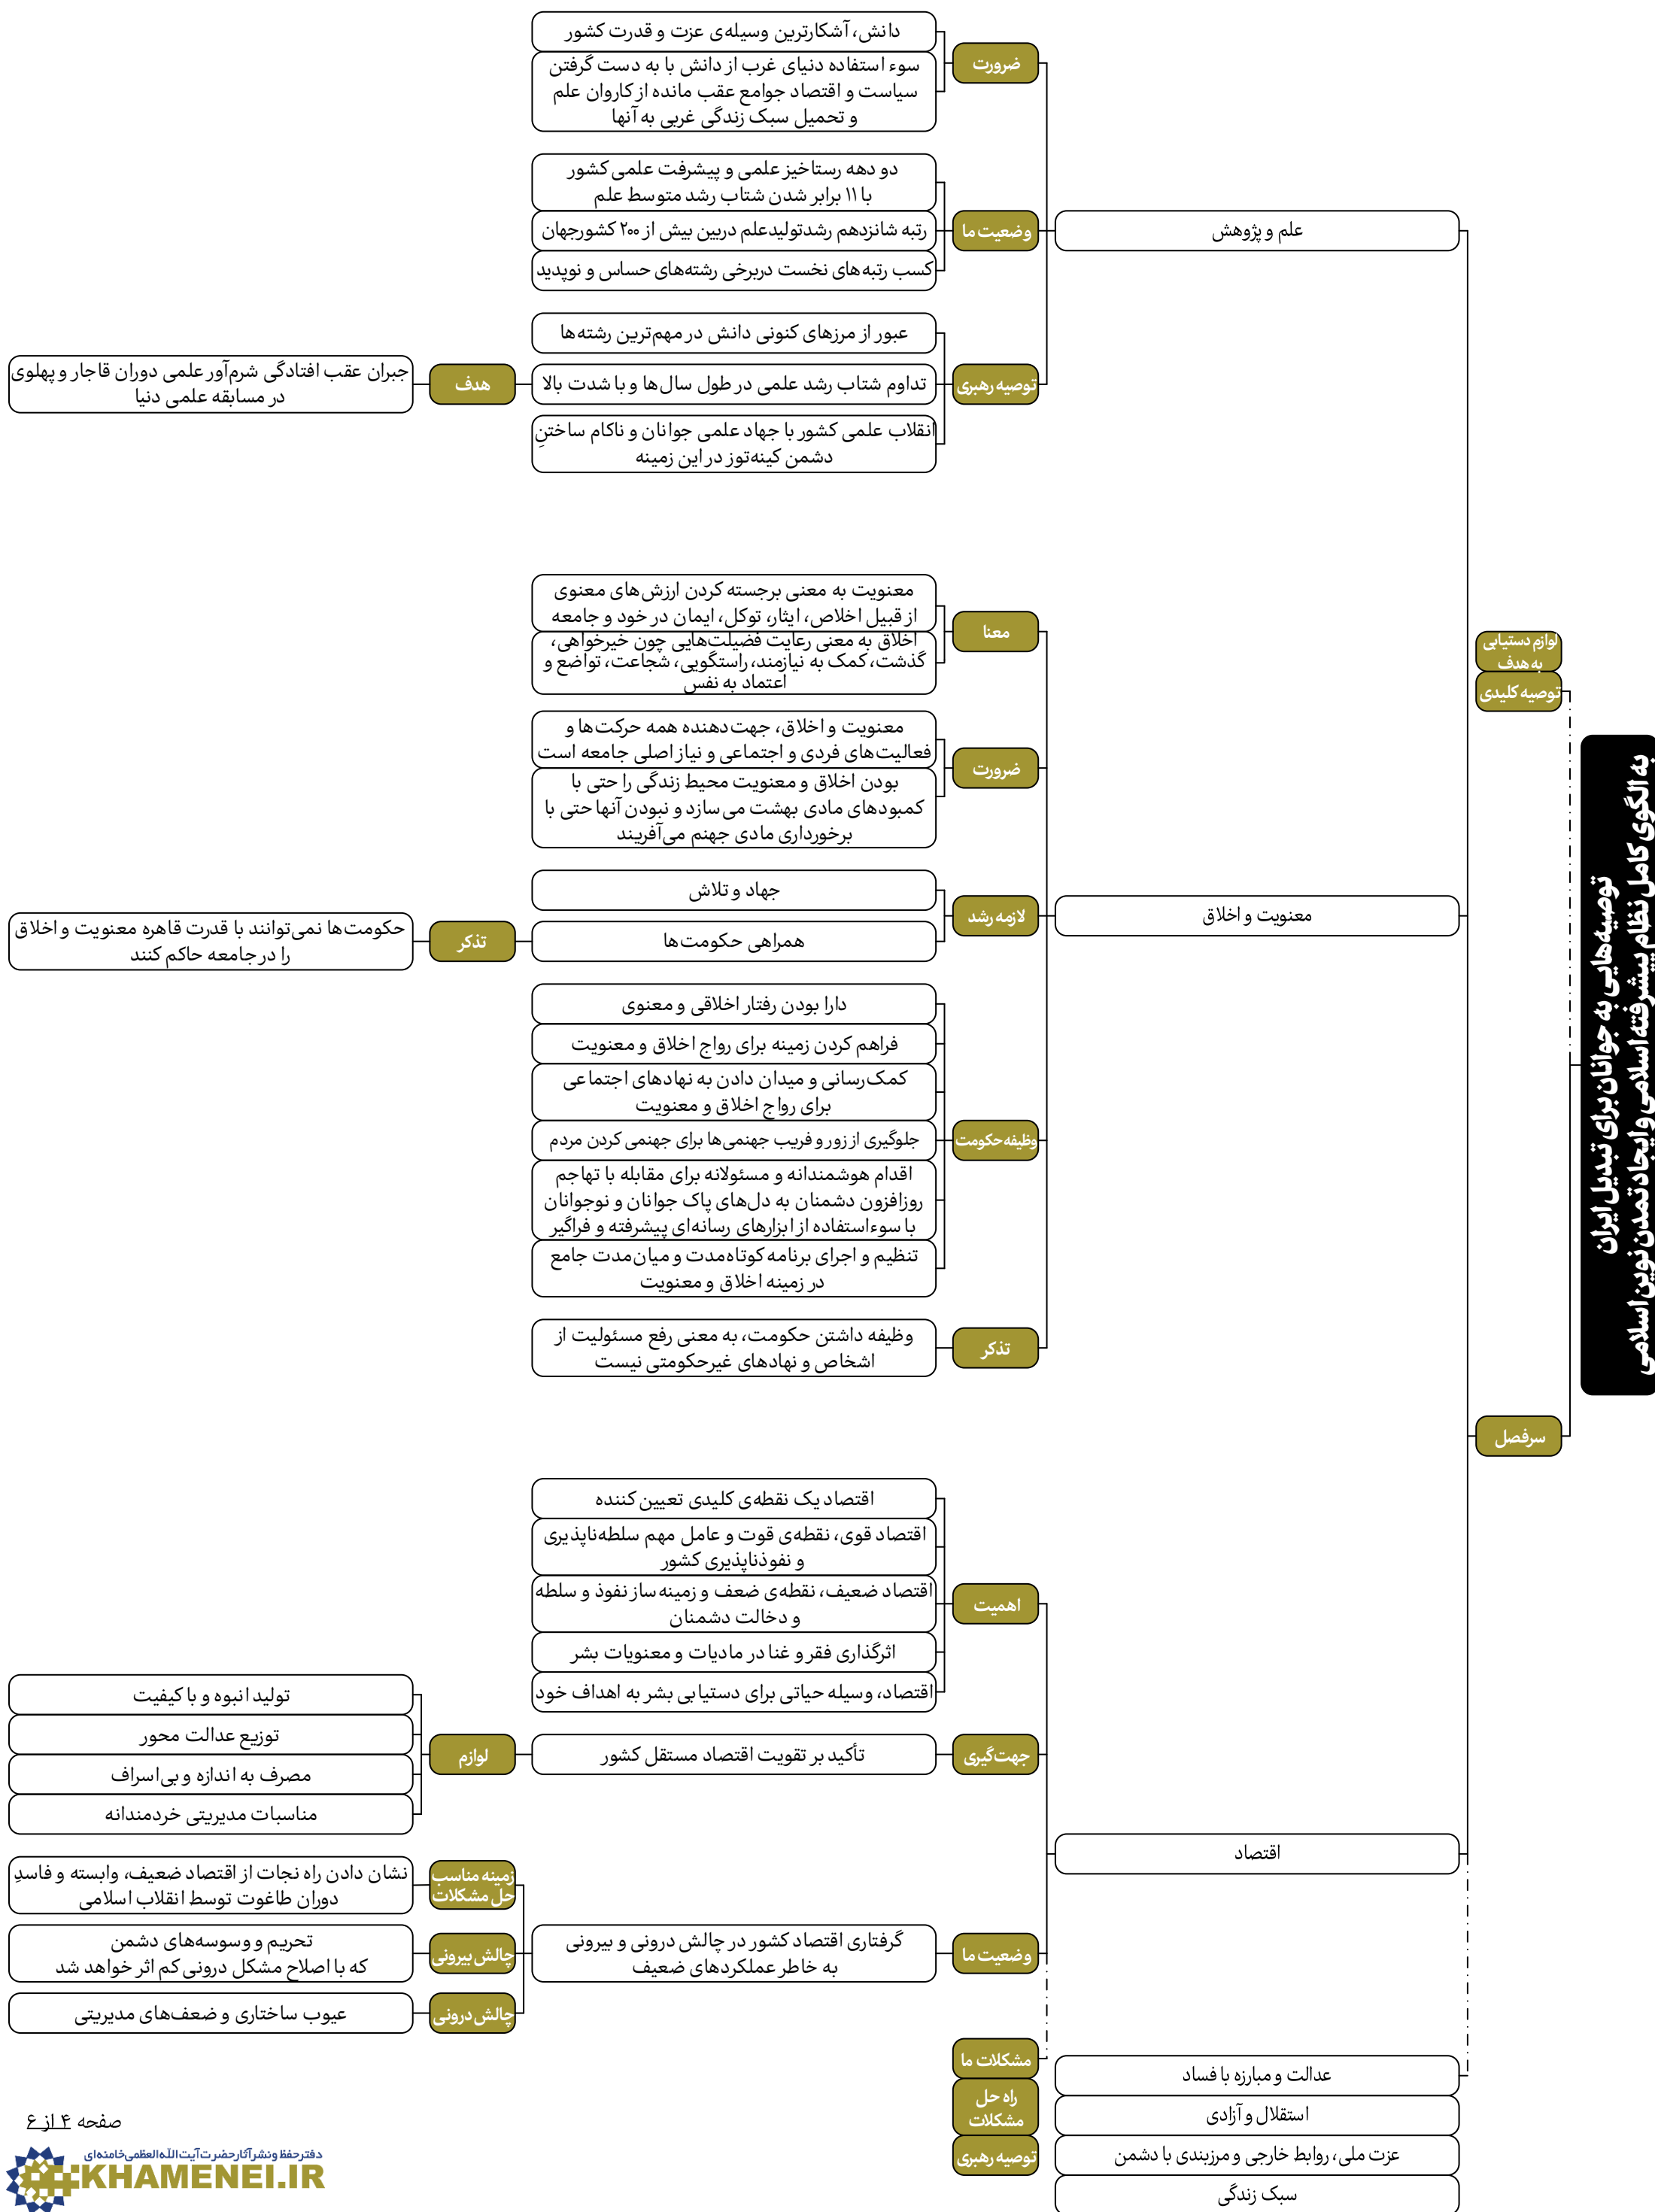 توصیه‌هایی به جوانان برای تبدیل ایران
به الگوی کامل نظام پیشرفته اسلامی و ایجاد تمدن نوین اسلامی
لوازم دستیابی
به هدف
توصیه کلیدی
سرفصل
علم و پژوهش
ضرورت
دانش، آشکارترین وسیله‌ی عزت و قدرت کشور
سوء استفاده دنیای غرب از دانش با به دست گرفتن
سیاست و اقتصاد جوامع عقب مانده از کاروان علم
و تحمیل سبک زندگی غربی به آنها
وضعیت ما
دو دهه رستاخیز علمی و پیشرفت علمی کشور
با ۱۱ برابر شدن شتاب رشد متوسط علم
رتبه شانزدهم رشدتولیدعلم دربین بیش از ۲۰۰ کشورجهان
کسب رتبه‌های نخست دربرخی رشته‌های حساس و نوپدید
توصیه رهبری
عبور از مرزهای کنونی دانش در مهم‌ترین رشته‌ها
تداوم شتاب رشد علمی در طول سال‌ها و با شدت بالا
هدف
جبران عقب افتادگی شرم‌آور علمی دوران قاجار و پهلوی
در مسابقه علمی دنیا
انقلاب علمی کشور با جهاد علمی جوانان و ناکام ساختنِ
دشمن کینه‌توز در این زمینه
معنویت و اخلاق
معنا
معنویت به معنی برجسته کردن ارزش‌های معنوی
از قبیل اخلاص، ایثار، توکل، ایمان در خود و جامعه
اخلاق به معنی رعایت فضیلت‌هایی چون خیرخواهی،
گذشت، کمک به نیازمند، راستگویی، شجاعت، تواضع و
اعتماد به نفس
ضرورت
معنویت و اخلاق، جهت‌دهنده همه حرکت‌ها و
فعالیت‌های فردی و اجتماعی و نیاز اصلی جامعه است
بودن اخلاق و معنویت محیط زندگی را حتی با
کمبودهای مادی بهشت می‌سازد و نبودن آنها حتی با
برخورداری مادی جهنم می‌آفریند
لازمه رشد
جهاد و تلاش
همراهی حکومت‌ها
تذکر
حکومت‌ها نمی‌توانند با قدرت قاهره معنویت و اخلاق
را در جامعه حاکم کنند
وظیفه حکومت
دارا بودن رفتار اخلاقی و معنوی
فراهم کردن زمینه برای رواج اخلاق و معنویت
کمک‌رسانی و میدان دادن به نهادهای اجتماعی
برای رواج اخلاق و معنویت
جلوگیری از زور و فریب جهنمی‌ها برای جهنمی کردن مردم
اقدام هوشمندانه و مسئولانه برای مقابله با تهاجم
روزافزون دشمنان به دل‌های پاک جوانان و نوجوانان
با سوءاستفاده از ابزارهای رسانه‌ای پیشرفته و فراگیر
تنظیم و اجرای برنامه کوتاه‌مدت و میان‌مدت جامع
در زمینه اخلاق و معنویت
تذکر
وظیفه داشتن حکومت، به معنی رفع مسئولیت از
اشخاص و نهادهای غیرحکومتی نیست
اقتصاد
اهمیت
اقتصاد یک نقطه‌ی کلیدی تعیین کننده
اقتصاد قوی، نقطه‌ی قوت و عامل مهم سلطه‌ناپذیری
و نفوذناپذیری کشور
اقتصاد ضعیف، نقطه‌ی ضعف و زمینه‌ساز نفوذ و سلطه
و دخالت دشمنان
اثرگذاری فقر و غنا در مادیات و معنویات بشر
اقتصاد، وسیله حیاتی برای دستیابی بشر به اهداف خود
جهت‌گیری
تأکید بر تقویت اقتصاد مستقل کشور
لوازم
تولید انبوه و با کیفیت
توزیع عدالت محور
مصرف به اندازه و بی‌اسراف
مناسبات مدیریتی خردمندانه
وضعیت ما
گرفتاری اقتصاد کشور در چالش درونی و بیرونی
به خاطر عملکردهای ضعیف
زمینه مناسب
حل مشکلات
نشان دادن راه نجات از اقتصاد ضعیف، وابسته و فاسدِ
دوران طاغوت توسط انقلاب اسلامی
چالش بیرونی
تحریم و وسوسه‌های دشمن
که با اصلاح مشکل درونی کم اثر خواهد شد
چالش درونی
عیوب ساختاری و ضعف‌های مدیریتی
مشکلات ما
راه حل
مشکلات
توصیه رهبری
عدالت و مبارزه با فساد
استقلال و آزادی
عزت ملی، روابط خارجی و مرزبندی با دشمن
سبک زندگی
صفحه ۴ از ۶
دفتر حفظ و نشر آثار حضرت آیت‌الله العظمی خامنه‌ای
KHAMENEI.IR